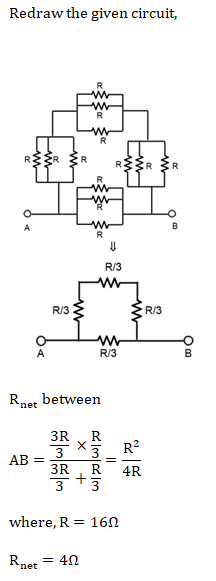 Redraw the given circuit,
R
R
R
R R R R R R
R
R
R
A B
⇓
R/3
R/3 R/3
R/3
A B
R_net between
AB = (3R/3 × R/3)/(3R/3 + R/3) = R²/4R
where, R = 16Ω
R_net = 4Ω